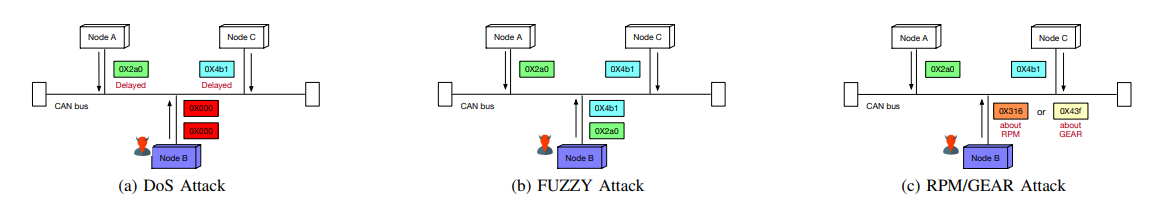 Node A
Node C
0X2a0
0X4b1
Delayed
Delayed
CAN bus
0X000
0X000
Node B
(a) DoS Attack
Node A
Node C
0X2a0
0X4b1
CAN bus
0X4b1
0X2a0
Node B
(b) FUZZY Attack
Node A
Node C
0X2a0
0X4b1
CAN bus
0X316 or 0X43f
about
RPM
about
GEAR
Node B
(c) RPM/GEAR Attack